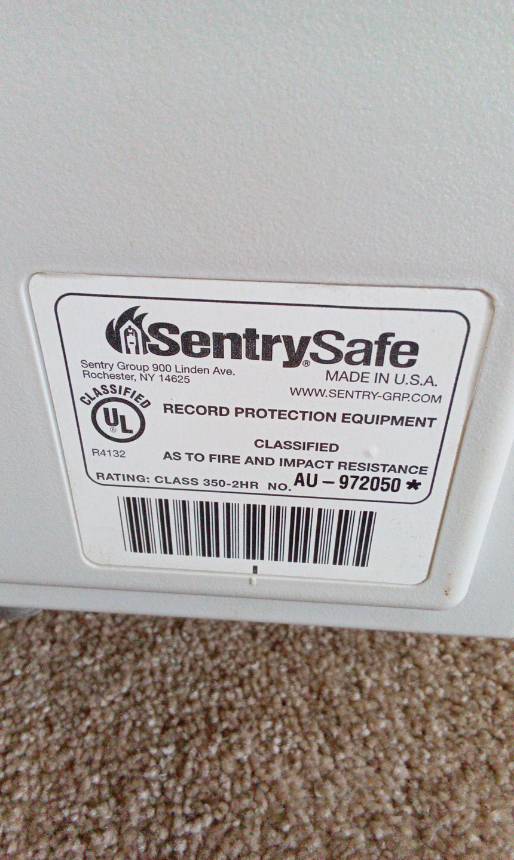 SentrySafe
Sentry Group 900 Linden Ave.
Rochester, NY 14625
MADE IN U.S.A.
WWW.SENTRY-GRP.COM
CLASSIFIED
UL
®
R4132
RECORD PROTECTION EQUIPMENT
CLASSIFIED
AS TO FIRE AND IMPACT RESISTANCE
RATING: CLASS 350-2HR NO. AU-972050*